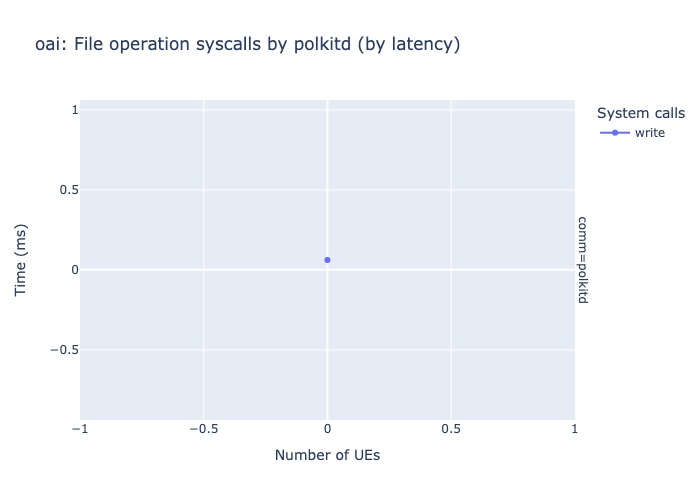 oai: File operation syscalls by polkitd (by latency)
System calls
write
1
0.5
0
−0.5
Time (ms)
comm=polkitd
−1
−0.5
0
0.5
1
Number of UEs